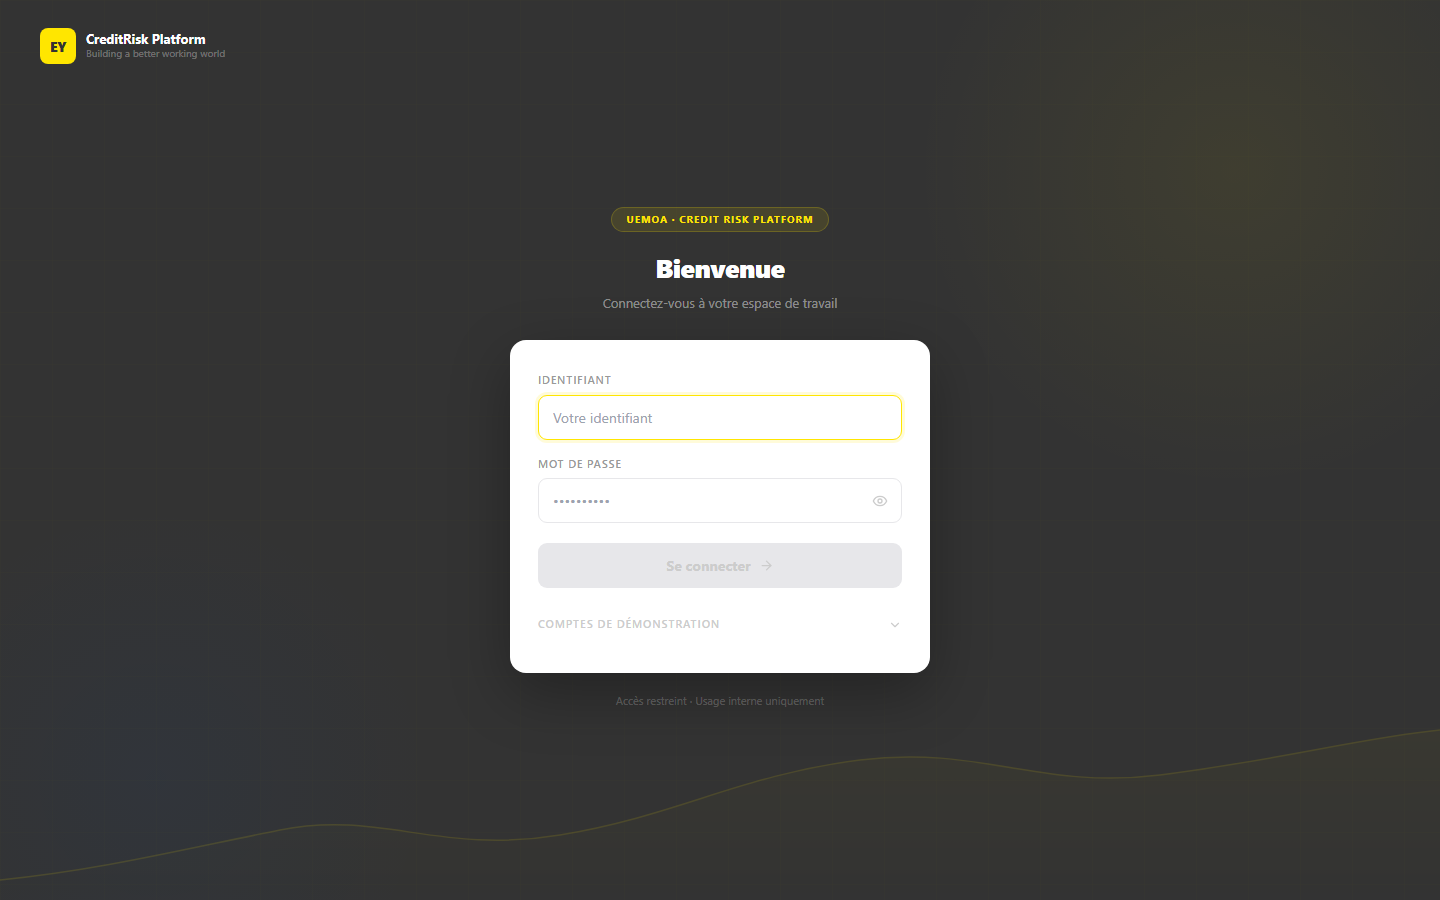 EY
CreditRisk Platform
Building a better working world
UEMOA · CREDIT RISK PLATFORM
Bienvenue
Connectez-vous à votre espace de travail
IDENTIFIANT
Votre identifiant
MOT DE PASSE
••••••••••
Se connecter →
COMPTES DE DÉMONSTRATION
Accès restreint · Usage interne uniquement